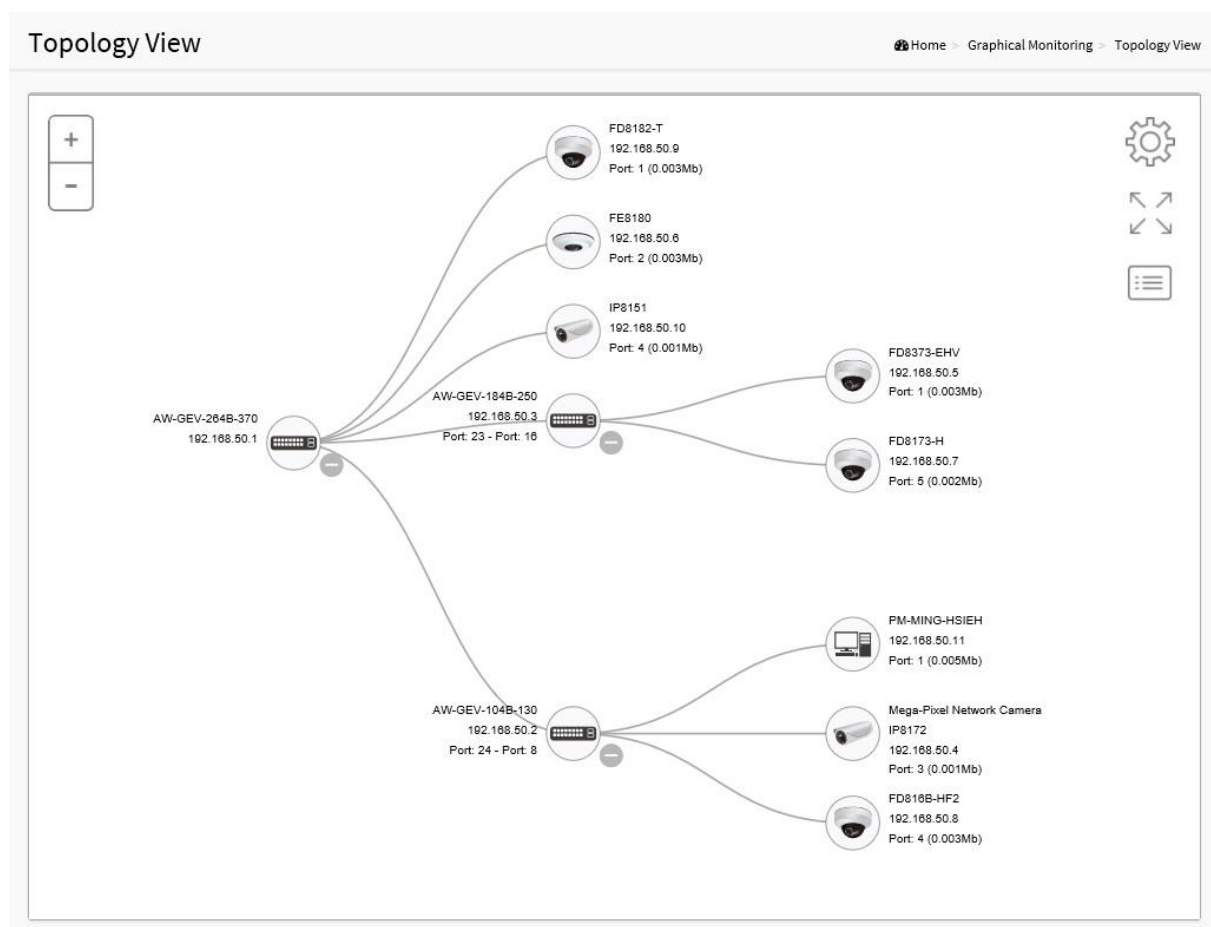 Topology View
Home > Graphical Monitoring > Topology View
+
−
FD8182-T
192.168.50.9
Port: 1 (0.003Mb)
FE8180
192.168.50.6
Port: 2 (0.003Mb)
IP8151
192.168.50.10
Port: 4 (0.001Mb)
AW-GEV-184B-250
192.168.50.3
Port: 23 - Port: 16
FD8373-EHV
192.168.50.5
Port: 1 (0.003Mb)
AW-GEV-264B-370
192.168.50.1
FD8173-H
192.168.50.7
Port: 5 (0.002Mb)
PM-MING-HSIEH
192.168.50.11
Port: 1 (0.005Mb)
AW-GEV-104B-130
192.168.50.2
Port: 24 - Port: 8
Mega-Pixel Network Camera
IP8172
192.168.50.4
Port: 3 (0.001Mb)
FD816B-HF2
192.168.50.8
Port: 4 (0.003Mb)